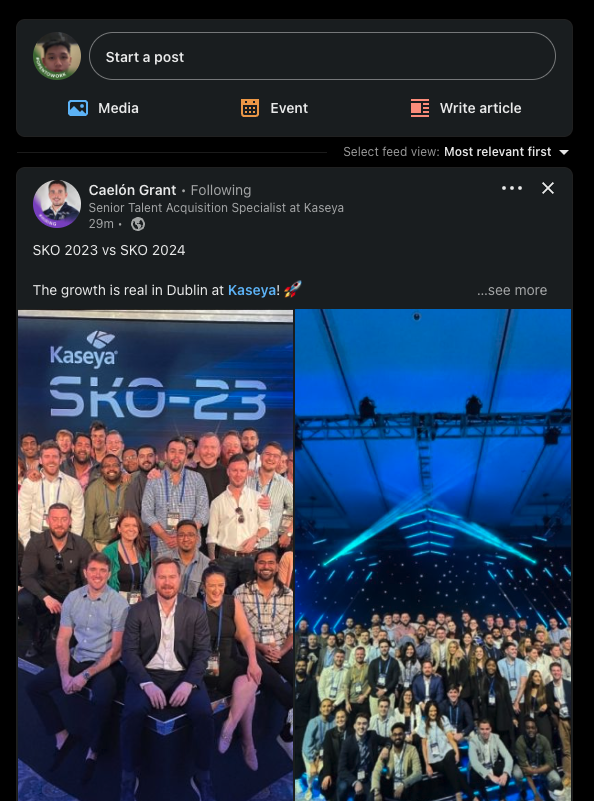 Start a post
Media
Event
Write article
Select feed view: Most relevant first
Caelón Grant • Following
Senior Talent Acquisition Specialist at Kaseya
29m •
SKO 2023 vs SKO 2024
The growth is real in Dublin at Kaseya! 🚀
...see more
Kaseya
SKO-23